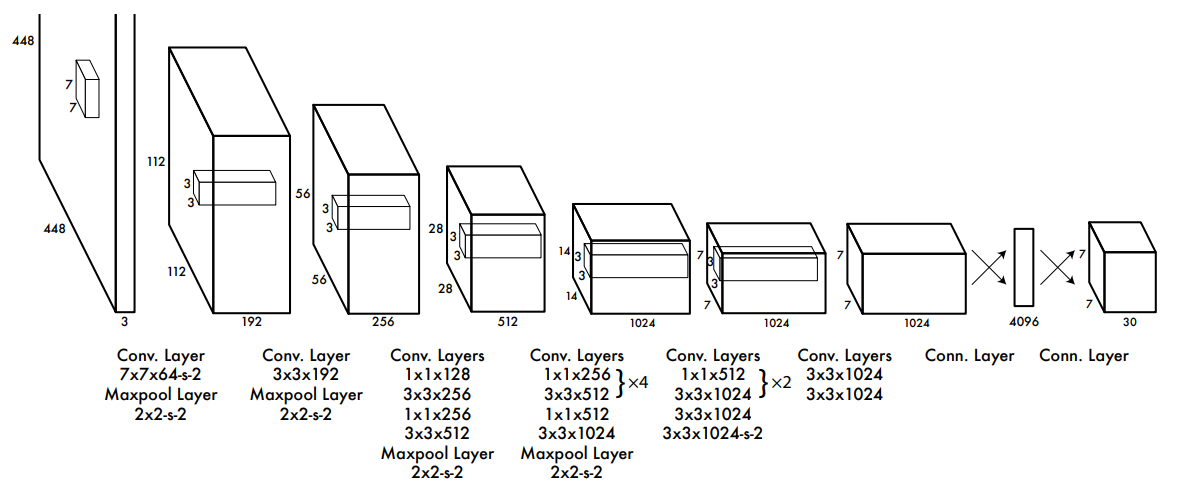 448
7
7
448
3
112
3
3
112
192
56
3
3
56
256
28
3
3
28
512
14
3
3
14
1024
7
3
3
7
1024
7
7
1024
4096
7
7
30
Conv. Layer
7x7x64-s-2
Maxpool Layer
2x2-s-2
Conv. Layer
3x3x192
Maxpool Layer
2x2-s-2
Conv. Layers
1x1x128
3x3x256
1x1x256
3x3x512
Maxpool Layer
2x2-s-2
Conv. Layers
1x1x256
3x3x512
}×4
1x1x512
3x3x1024
Maxpool Layer
2x2-s-2
Conv. Layers
1x1x512
3x3x1024
}×2
3x3x1024
3x3x1024-s-2
Conv. Layers
3x3x1024
3x3x1024
Conn. Layer
Conn. Layer